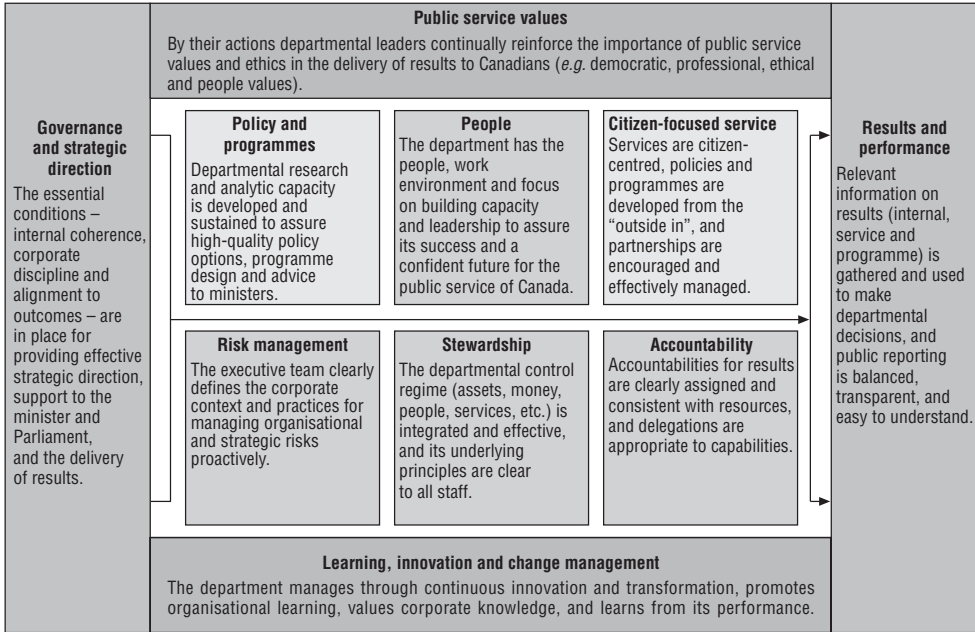 Public service values
By their actions departmental leaders continually reinforce the importance of public service
values and ethics in the delivery of results to Canadians (e.g. democratic, professional, ethical
and people values).
Governance
and strategic
direction
The essential
conditions –
internal coherence,
corporate
discipline and
alignment to
outcomes – are
in place for
providing effective
strategic direction,
support to the
minister and
Parliament,
and the delivery
of results.
Policy and
programmes
Departmental research
and analytic capacity
is developed and
sustained to assure
high-quality policy
options, programme
design and advice
to ministers.
People
The department has the
people, work
environment and focus
on building capacity
and leadership to assure
its success and a
confident future for the
public service of Canada.
Citizen-focused service
Services are citizen-
centred, policies and
programmes are
developed from the
“outside in”, and
partnerships are
encouraged and
effectively managed.
Risk management
The executive team clearly
defines the corporate
context and practices for
managing organisational
and strategic risks
proactively.
Stewardship
The departmental control
regime (assets, money,
people, services, etc.) is
integrated and effective,
and its underlying
principles are clear
to all staff.
Accountability
Accountabilities for results
are clearly assigned and
consistent with resources,
and delegations are
appropriate to capabilities.
Results and
performance
Relevant
information on
results (internal,
service and
programme) is
gathered and used
to make
departmental
decisions, and
public reporting
is balanced,
transparent, and
easy to understand.
Learning, innovation and change management
The department manages through continuous innovation and transformation, promotes
organisational learning, values corporate knowledge, and learns from its performance.